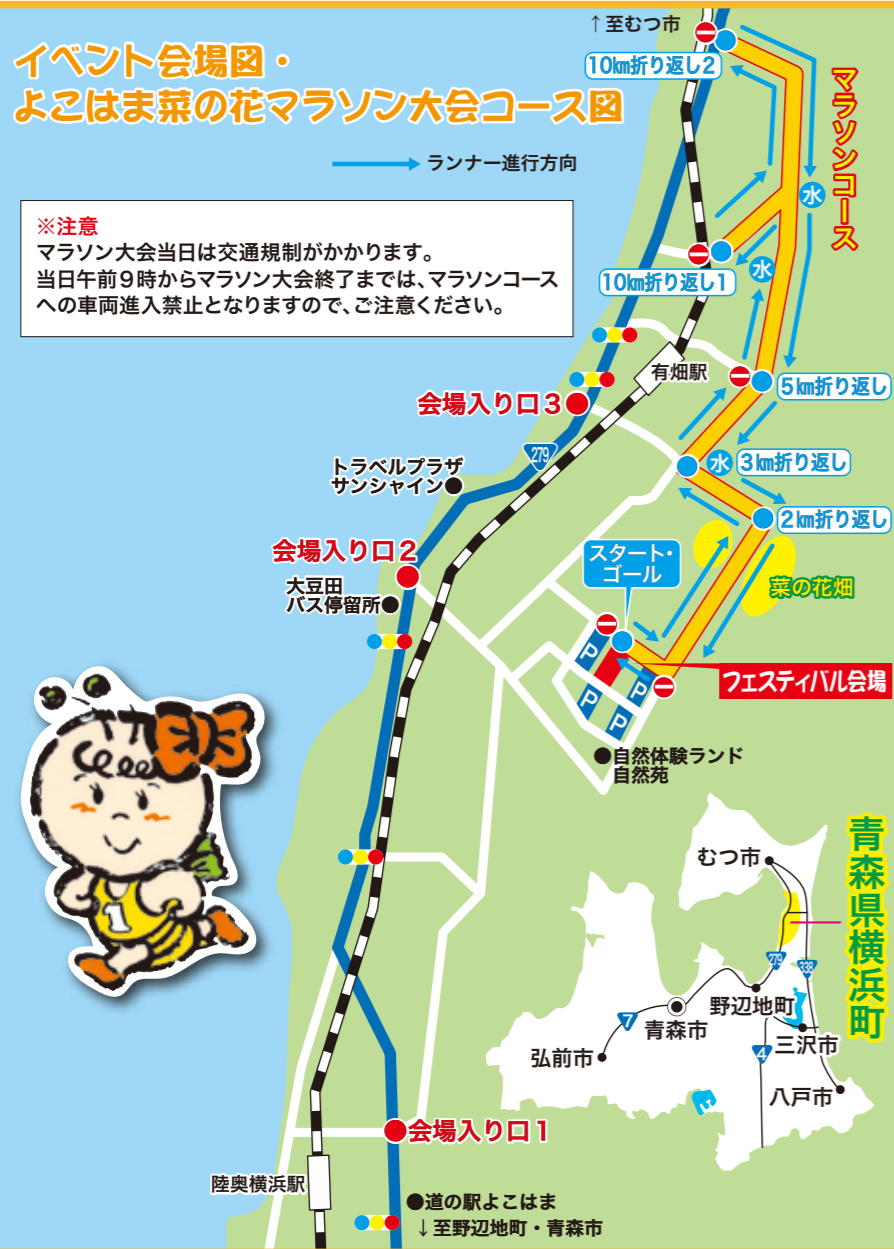 ↑至むつ市
イベント会場図・
よこはま菜の花マラソン大会コース図
10km折り返し2
マラソンコース
ランナー進行方向
水
※注意
マラソン大会当日は交通規制がかかります。
当日午前9時からマラソン大会終了までは、マラソンコース
への車両進入禁止となりますので、ご注意ください。
水
10km折り返し1
有畑駅
5km折り返し
会場入り口3
279
水
3km折り返し
トラベルプラザ
サンシャイン
2km折り返し
会場入り口2
スタート・
ゴール
菜の花畑
大豆田
バス停留所
P
P
P
P
フェスティバル会場
自然体験ランド
自然苑
1
むつ市
青森県横浜町
279
338
野辺地町
7
青森市
4
三沢市
弘前市
八戸市
会場入り口1
陸奥横浜駅
道の駅よこはま
↓至野辺地町・青森市